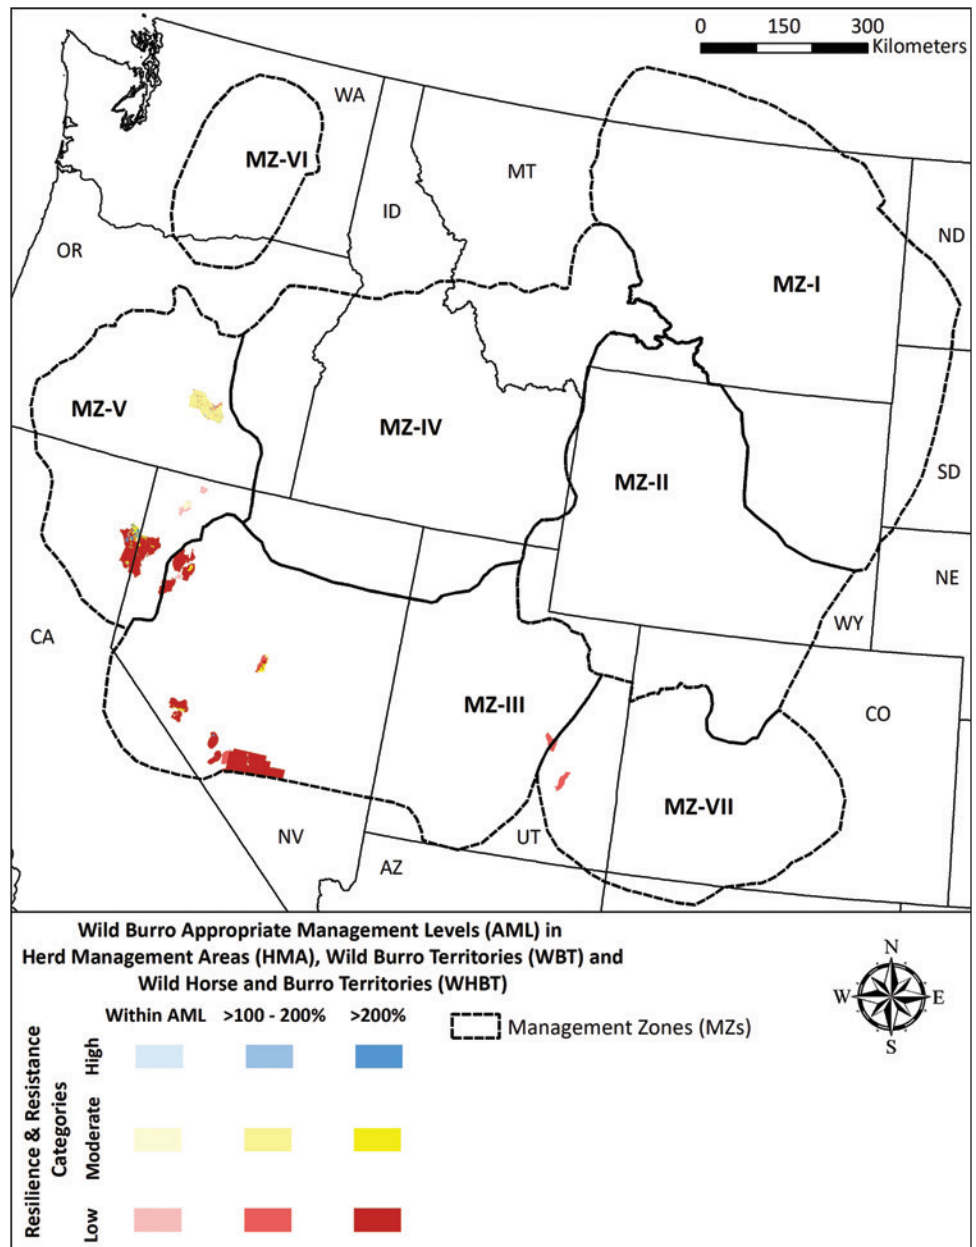 0 150 300
Kilometers
WA
MZ-VI
MT
ID
ND
OR
MZ-I
MZ-V
MZ-IV
MZ-II
SD
NE
WY
CA
MZ-III
CO
MZ-VII
NV
UT
AZ
Wild Burro Appropriate Management Levels (AML) in
Herd Management Areas (HMA), Wild Burro Territories (WBT) and
Wild Horse and Burro Territories (WHBT)
Within AML >100 - 200% >200%
Management Zones (MZs)
Resilience & Resistance
Categories
High
Moderate
Low
N
W E
S